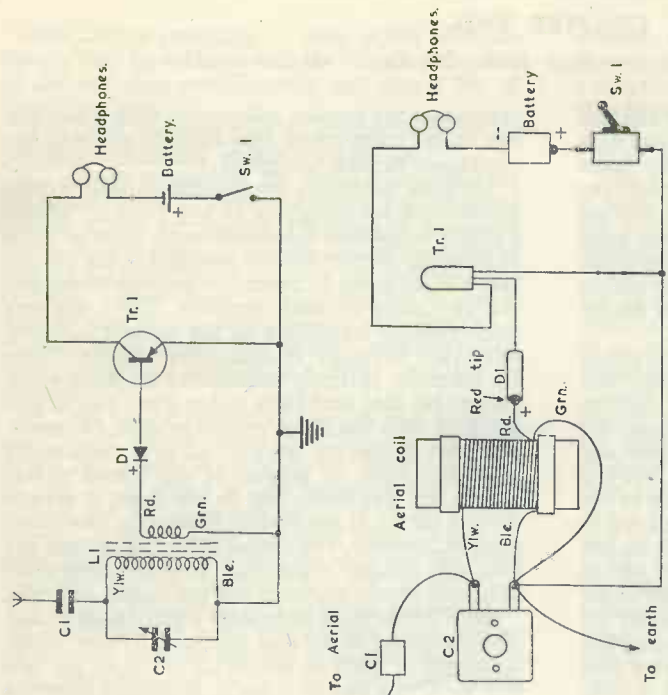 Headphones.
Battery.
+
Sw. 1
Tr. 1
D1
+
Rd.
Grn.
L1
Ylw.
Ble.
C1
C2
Headphones
--
Battery
+
Sw. 1
Tr. 1
Red tip
D1
+
Rd.
Grn.
Aerial coil
Ylw.
Ble.
C2
C1
To Aerial
To earth